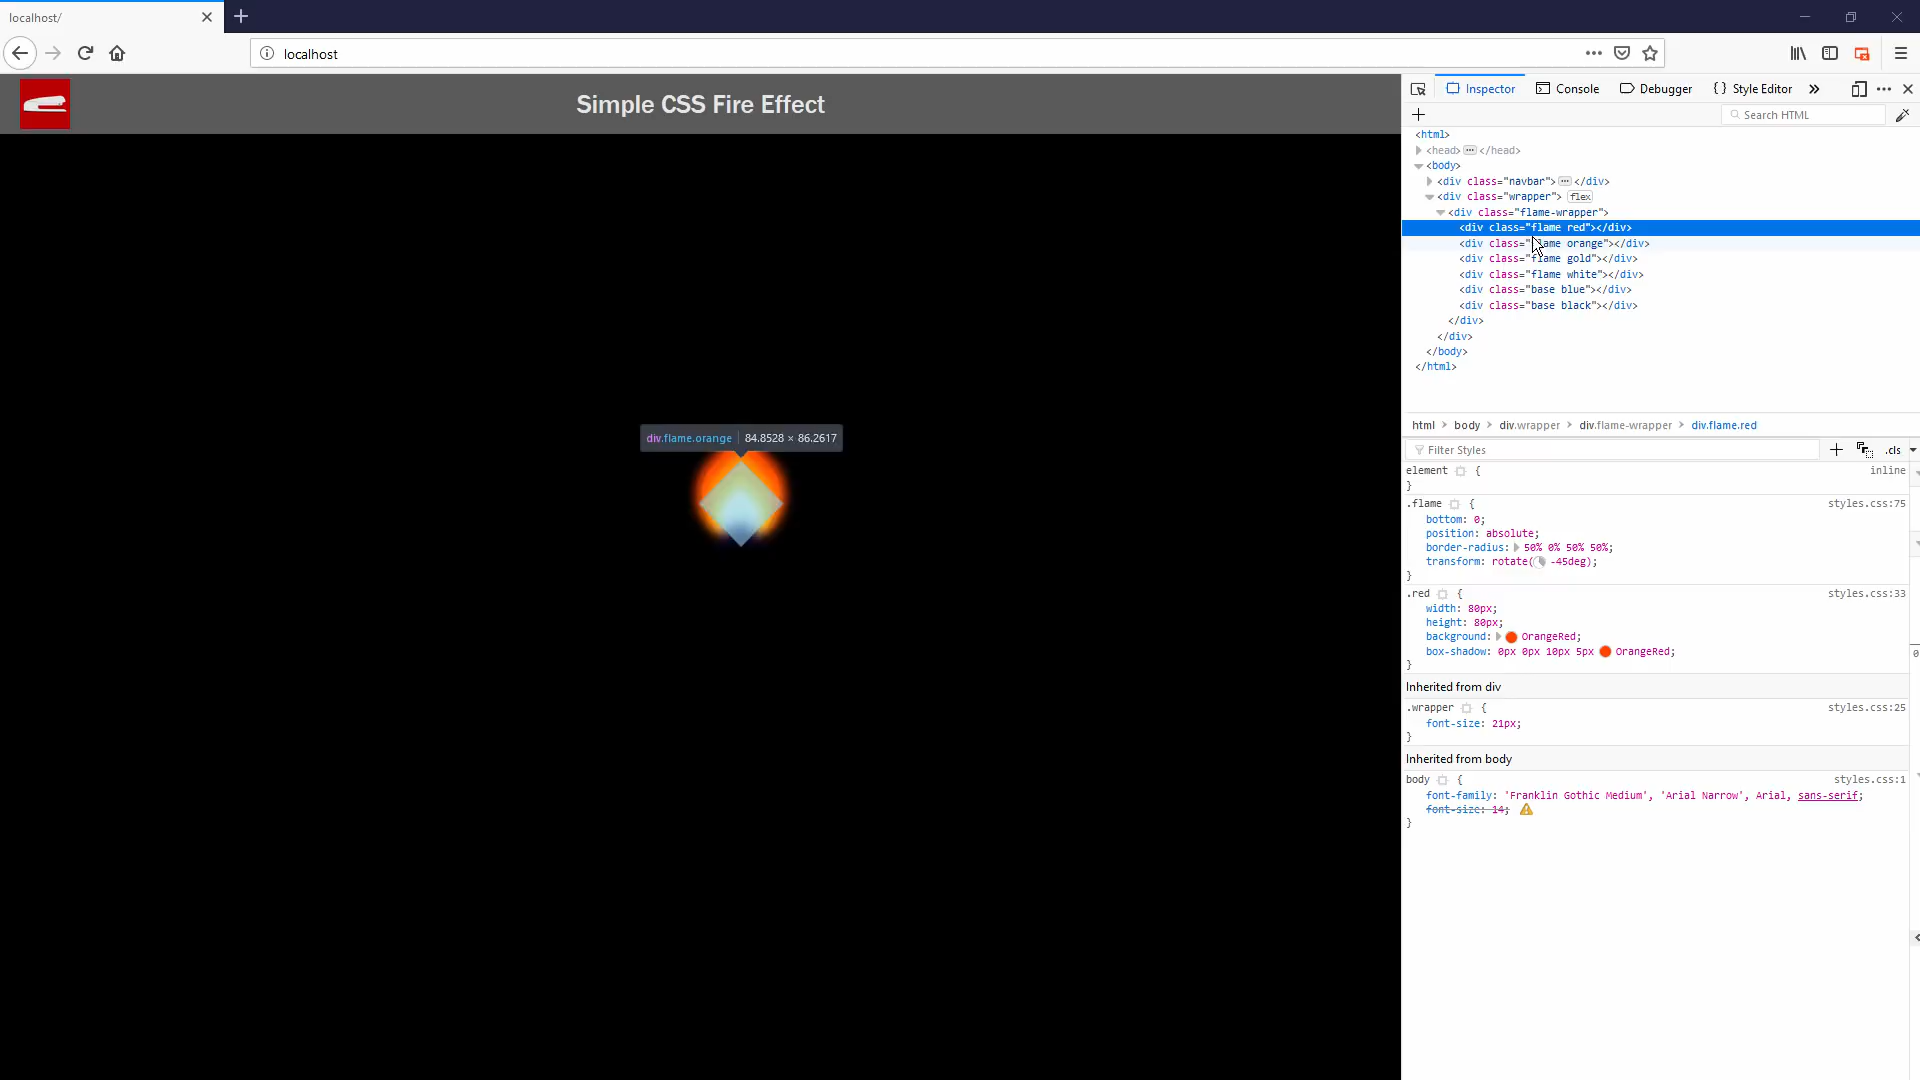 localhost/
localhost
Simple CSS Fire Effect
div.flame.orange 84.8528 × 86.2617
Inspector Console Debugger { } Style Editor
Search HTML
<html>
<head> </head>
<body>
<div class="navbar"> </div>
<div class="wrapper"> flex
<div class="flame-wrapper">
<div class="flame red"></div>
<div class="flame orange"></div>
<div class="flame gold"></div>
<div class="flame white"></div>
<div class="base blue"></div>
<div class="base black"></div>
</div>
</div>
</body>
</html>
html > body > div.wrapper > div.flame-wrapper > div.flame.red
Filter Styles + .cls
element { inline
}
.flame { styles.css:75
bottom: 0;
position: absolute;
border-radius: 50% 0% 50% 50%;
transform: rotate( -45deg);
}
.red { styles.css:33
width: 80px;
height: 80px;
background: OrangeRed;
box-shadow: 0px 0px 10px 5px OrangeRed;
}
Inherited from div
.wrapper { styles.css:25
font-size: 21px;
}
Inherited from body
body { styles.css:1
font-family: 'Franklin Gothic Medium', 'Arial Narrow', Arial, sans-serif;
font-size: 14;
}
0